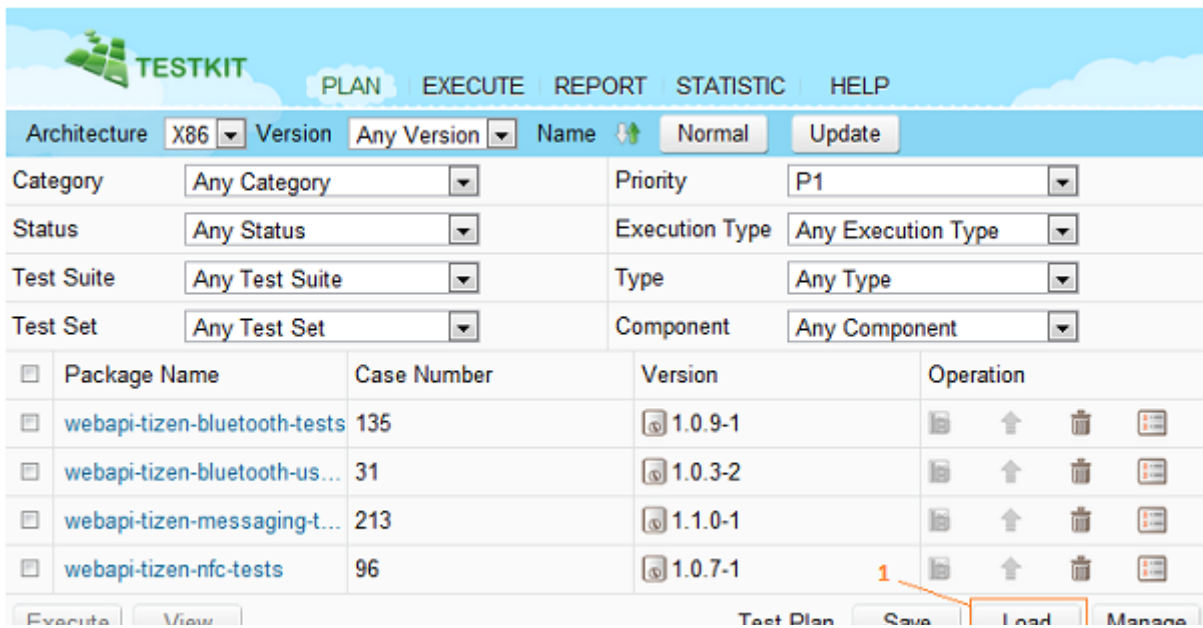 TESTKIT
PLAN EXECUTE REPORT STATISTIC HELP
Architecture X86 Version Any Version Name Normal Update
Category Any Category Priority P1
Status Any Status Execution Type Any Execution Type
Test Suite Any Test Suite Type Any Type
Test Set Any Test Set Component Any Component
Package Name Case Number Version Operation
webapi-tizen-bluetooth-tests 135 1.0.9-1
webapi-tizen-bluetooth-us... 31 1.0.3-2
webapi-tizen-messaging-t... 213 1.1.0-1
webapi-tizen-nfc-tests 96 1.0.7-1
1
Execute View Test Plan Save Load Manage